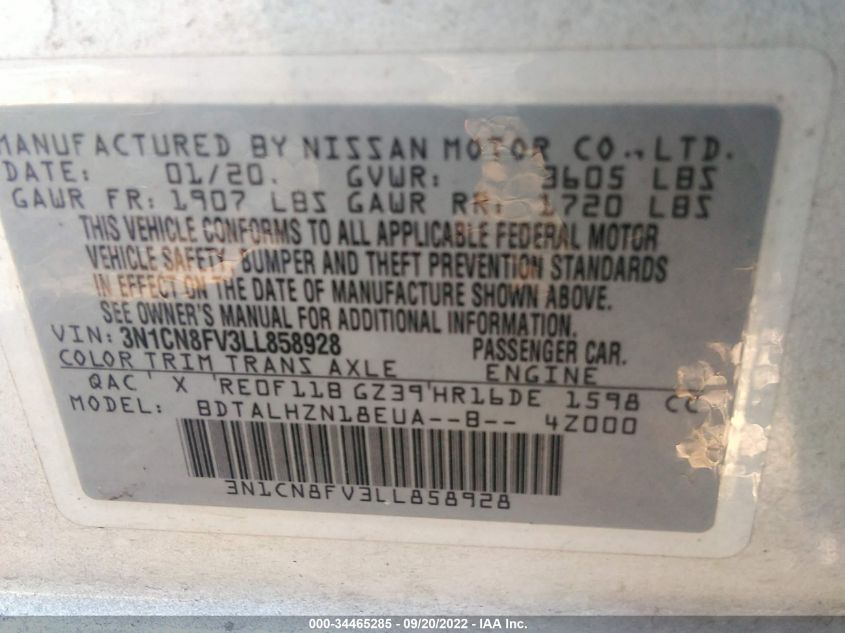 MANUFACTURED BY NISSAN MOTOR CO., LTD.
DATE: 01/20. GVWR: 3605 LBS
GAWR FR: 1907 LBS GAWR RR: 1720 LBS
THIS VEHICLE CONFORMS TO ALL APPLICABLE FEDERAL MOTOR
VEHICLE SAFETY, BUMPER AND THEFT PREVENTION STANDARDS
IN EFFECT ON THE DATE OF MANUFACTURE SHOWN ABOVE.
SEE OWNER'S MANUAL FOR ADDITIONAL INFORMATION.
VIN: 3N1CN8FV3LL858928 PASSENGER CAR.
COLOR TRIM TRANS AXLE ENGINE
QAC ' X 'RE0F11B GZ39'HR16DE 1598 CC
MODEL: BDTALHZN18EUA--B-- 4Z000
3N1CN8FV3LL858928
000-34465285 - 09/20/2022 - IAA Inc.